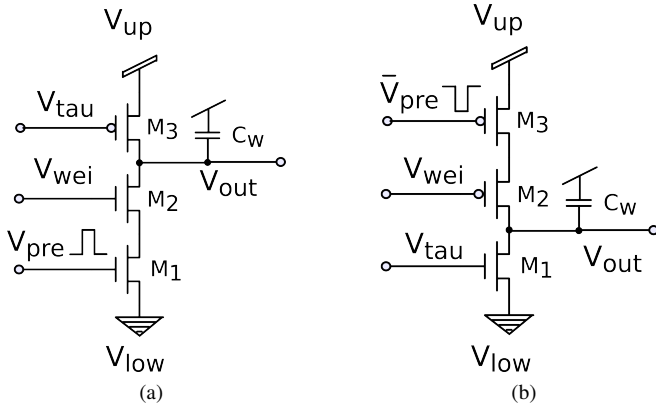 V_up
V_tau
M_3
C_w
V_wei
M_2
V_out
V_pre
M_1
V_low
(a)
V_up
V̄_pre
M_3
V_wei
M_2
C_w
V_tau
M_1
V_out
V_low
(b)